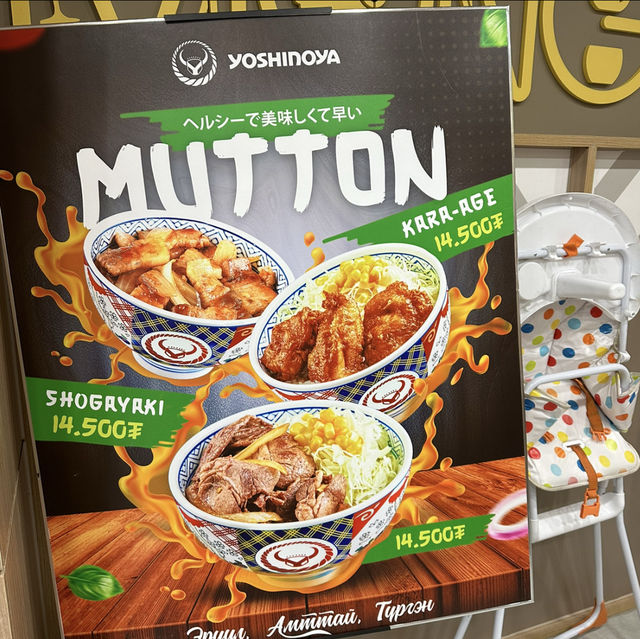 YOSHINOYA
ヘルシーで美味しくて早い
MUTTON
KARA-AGE
14.500₮
SHOGAYAKI
14.500₮
14.500₮
Эрүүл, Амттай, Түргэн